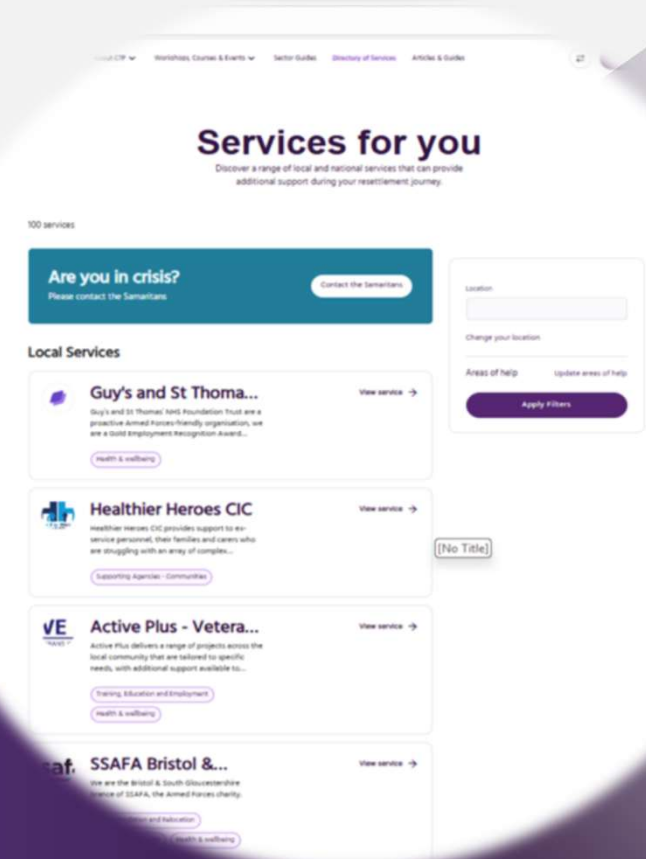 CTP
Workshops, Courses & Events
Sector Guides
Directory of Services
Articles & Guides
Services for you
Discover a range of local and national services that can provide
additional support during your resettlement journey.
100 services
Are you in crisis?
Please contact the Samaritans
Contact the Samaritans
Location
Change your location
Areas of help
Update areas of help
Apply Filters
Local Services
Guy's and St Thoma...
View service
Guy's and St Thomas' NHS Foundation Trust are a
proactive Armed Forces-friendly organisation, we
are a Gold Employment Recognition Award...
Health & wellbeing
Healthier Heroes CIC
View service
Healthier Heroes CIC provides support to ex-
service personnel, their families and carers who
are struggling with an array of complex...
Supporting Agencies - Communities
[No Title]
VE
Active Plus - Vetera...
View service
Active Plus delivers a range of projects across the
local community that are tailored to specific
needs, with additional support available to...
Training, Education and Employment
Health & wellbeing
saf
SSAFA Bristol &...
View service
We are the Bristol & South Gloucestershire
branch of SSAFA, the Armed Forces charity.
and Relocation
Health & wellbeing